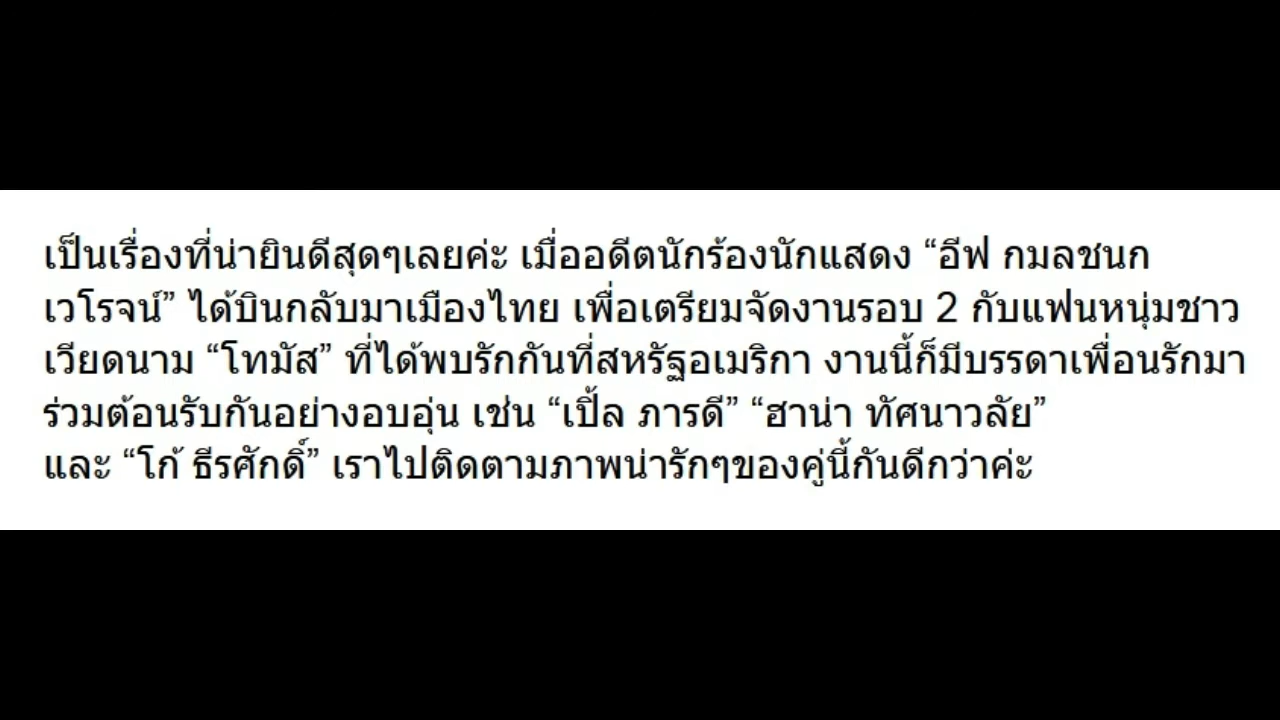 เป็นเรื่องที่น่ายินดีสุดๆเลยค่ะ เมื่ออดีตนักร้องนักแสดง “อีฟ กมลชนก
เวโรจน์” ได้บินกลับมาเมืองไทย เพื่อเตรียมจัดงานรอบ 2 กับแฟนหนุ่มชาว
เวียดนาม “โทมัส” ที่ได้พบรักกันที่สหรัฐอเมริกา งานนี้ก็มีบรรดาเพื่อนรักมา
ร่วมต้อนรับกันอย่างอบอุ่น เช่น “เปิ้ล ภารดี” “ฮาน่า ทัศนาวลัย”
และ “โก้ ธีรศักดิ์” เราไปติดตามภาพน่ารักๆของคู่นี้กันดีกว่าค่ะ